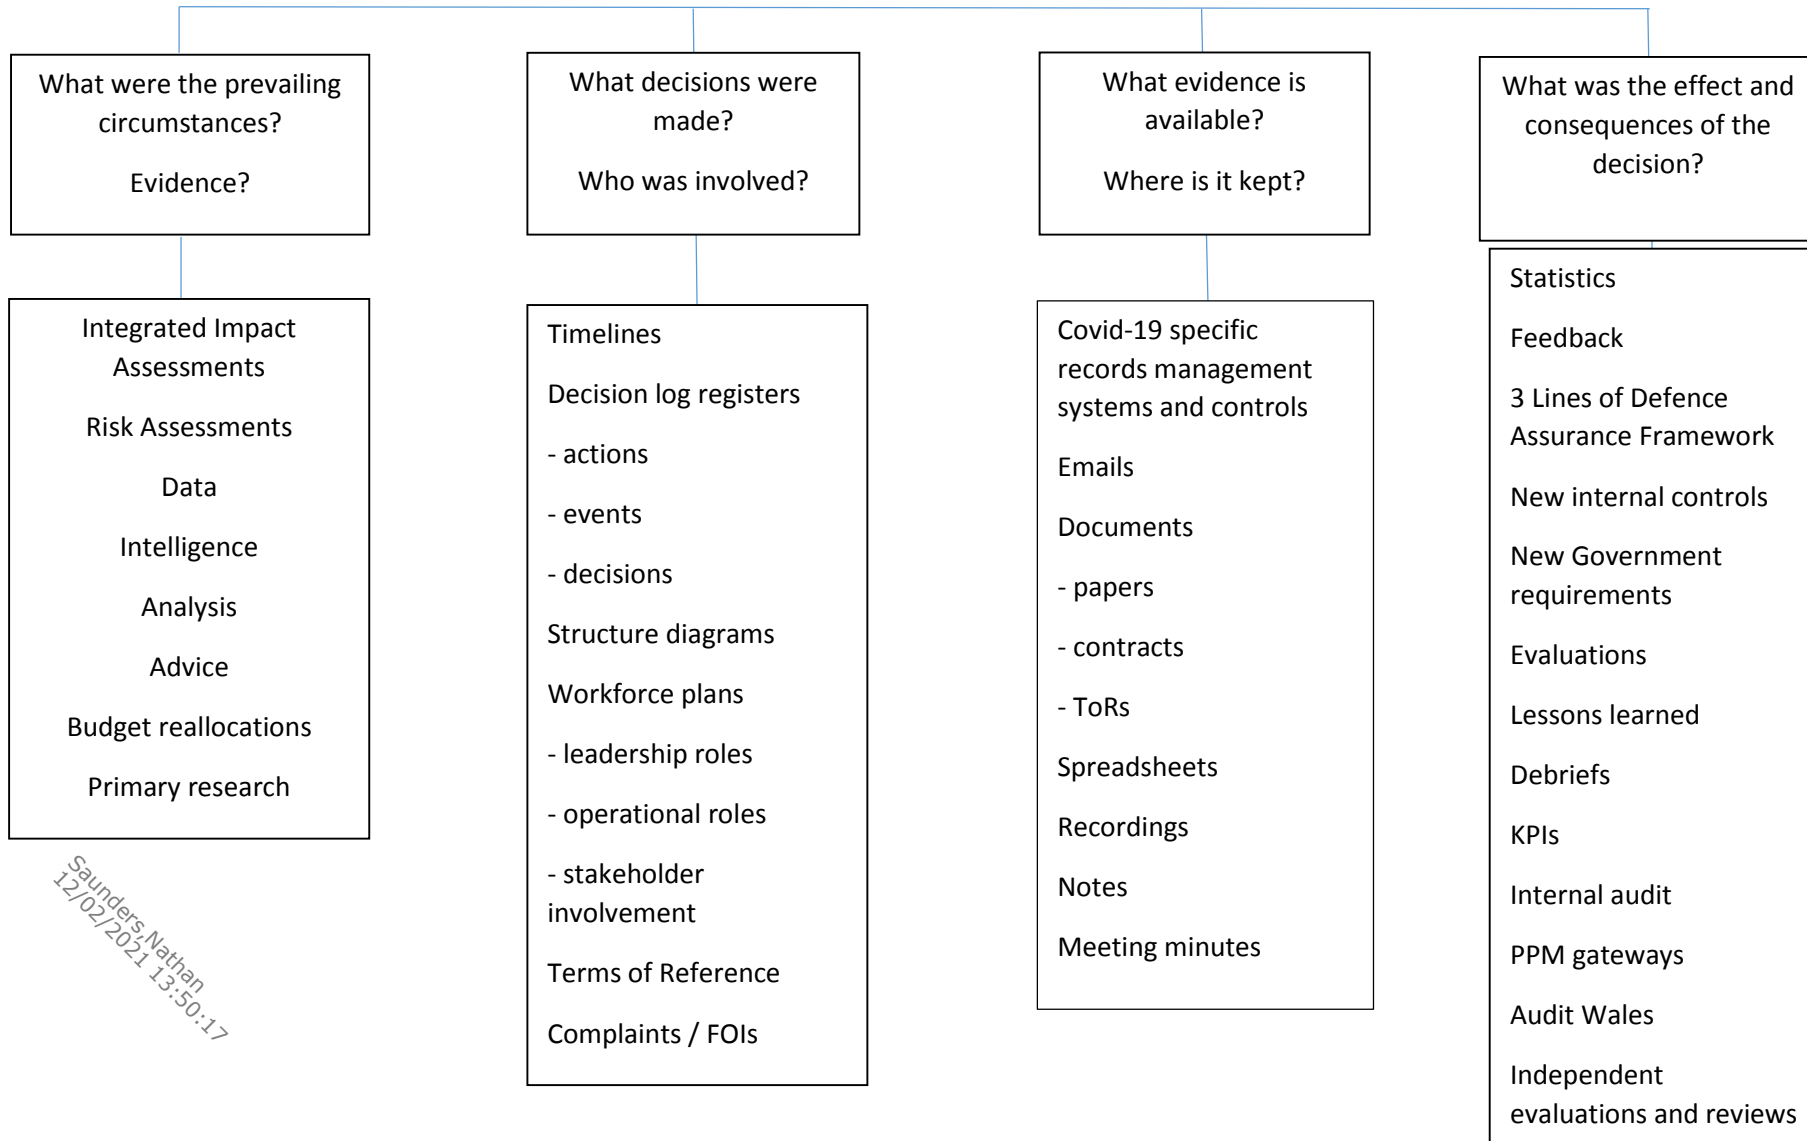 What were the prevailing
circumstances?
Evidence?
What decisions were
made?
Who was involved?
What evidence is
available?
Where is it kept?
What was the effect and
consequences of the
decision?
Integrated Impact
Assessments
Risk Assessments
Data
Intelligence
Analysis
Advice
Budget reallocations
Primary research
Timelines
Decision log registers
- actions
- events
- decisions
Structure diagrams
Workforce plans
- leadership roles
- operational roles
- stakeholder
involvement
Terms of Reference
Complaints / FOIs
Covid-19 specific
records management
systems and controls
Emails
Documents
- papers
- contracts
- ToRs
Spreadsheets
Recordings
Notes
Meeting minutes
Statistics
Feedback
3 Lines of Defence
Assurance Framework
New internal controls
New Government
requirements
Evaluations
Lessons learned
Debriefs
KPIs
Internal audit
PPM gateways
Audit Wales
Independent
evaluations and reviews
Saunders,Nathan
12/02/2021 13:50:17